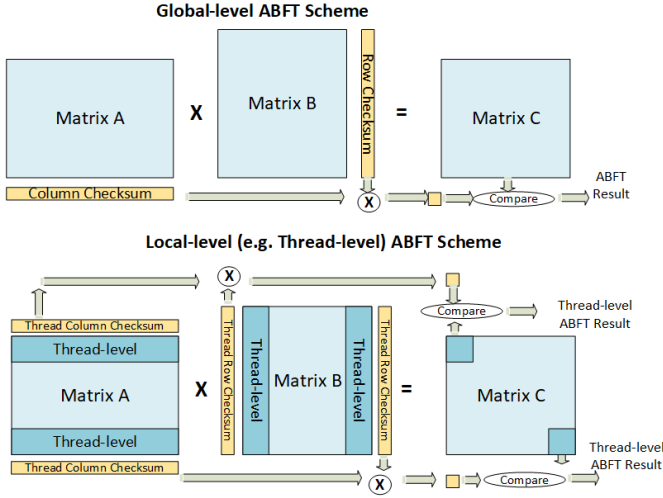 Global-level ABFT Scheme
Matrix A
X
Matrix B
Row Checksum
=
Matrix C
Column Checksum
X
Compare
ABFT
Result
Local-level (e.g. Thread-level) ABFT Scheme
X
Compare
Thread-level
ABFT Result
Thread Column Checksum
Thread-level
Matrix A
Thread-level
Thread Column Checksum
X
Thread Row Checksum
Thread-level
Matrix B
Thread-level
Thread Row Checksum
=
Matrix C
X
Compare
Thread-level
ABFT Result